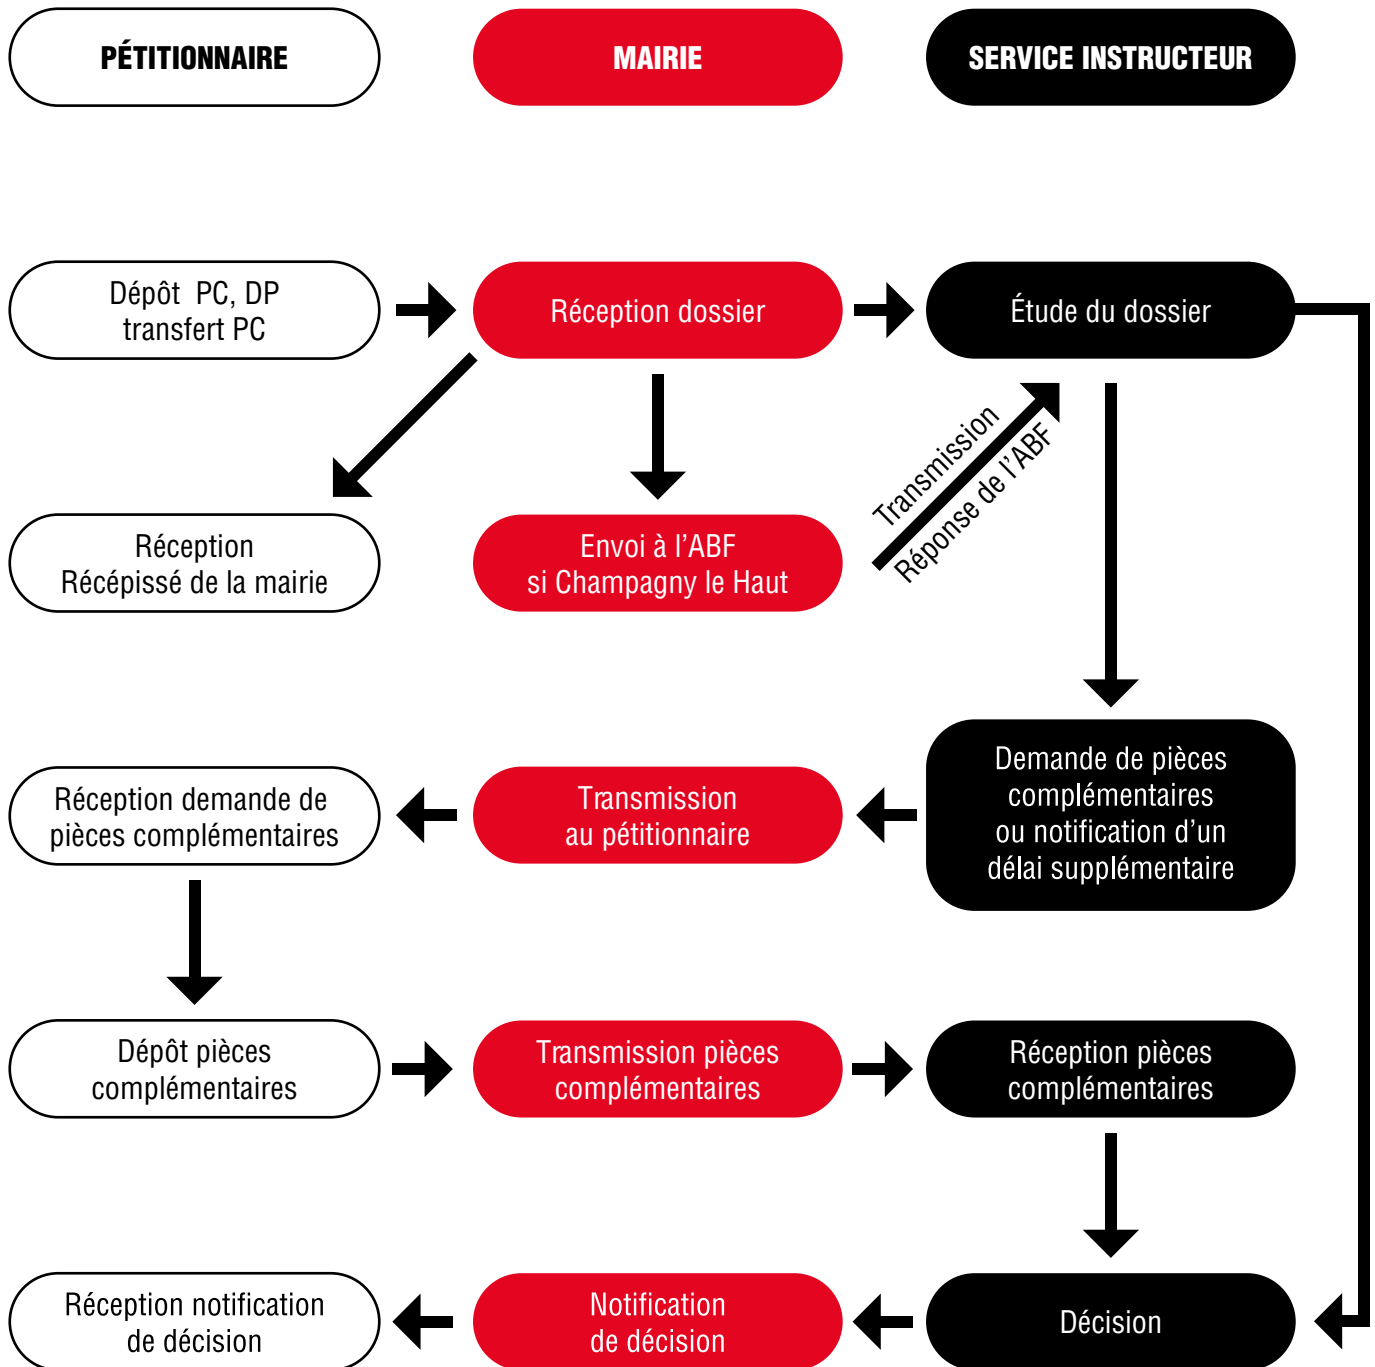 PÉTITIONNAIRE
MAIRIE
SERVICE INSTRUCTEUR
Dépôt PC, DP
transfert PC
Réception dossier
Étude du dossier
Transmission
Réponse de l'ABF
Réception
Récépissé de la mairie
Envoi à l'ABF
si Champagny le Haut
Réception demande de
pièces complémentaires
Transmission
au pétitionnaire
Demande de pièces
complémentaires
ou notification d'un
délai supplémentaire
Dépôt pièces
complémentaires
Transmission pièces
complémentaires
Réception pièces
complémentaires
Réception notification
de décision
Notification
de décision
Décision